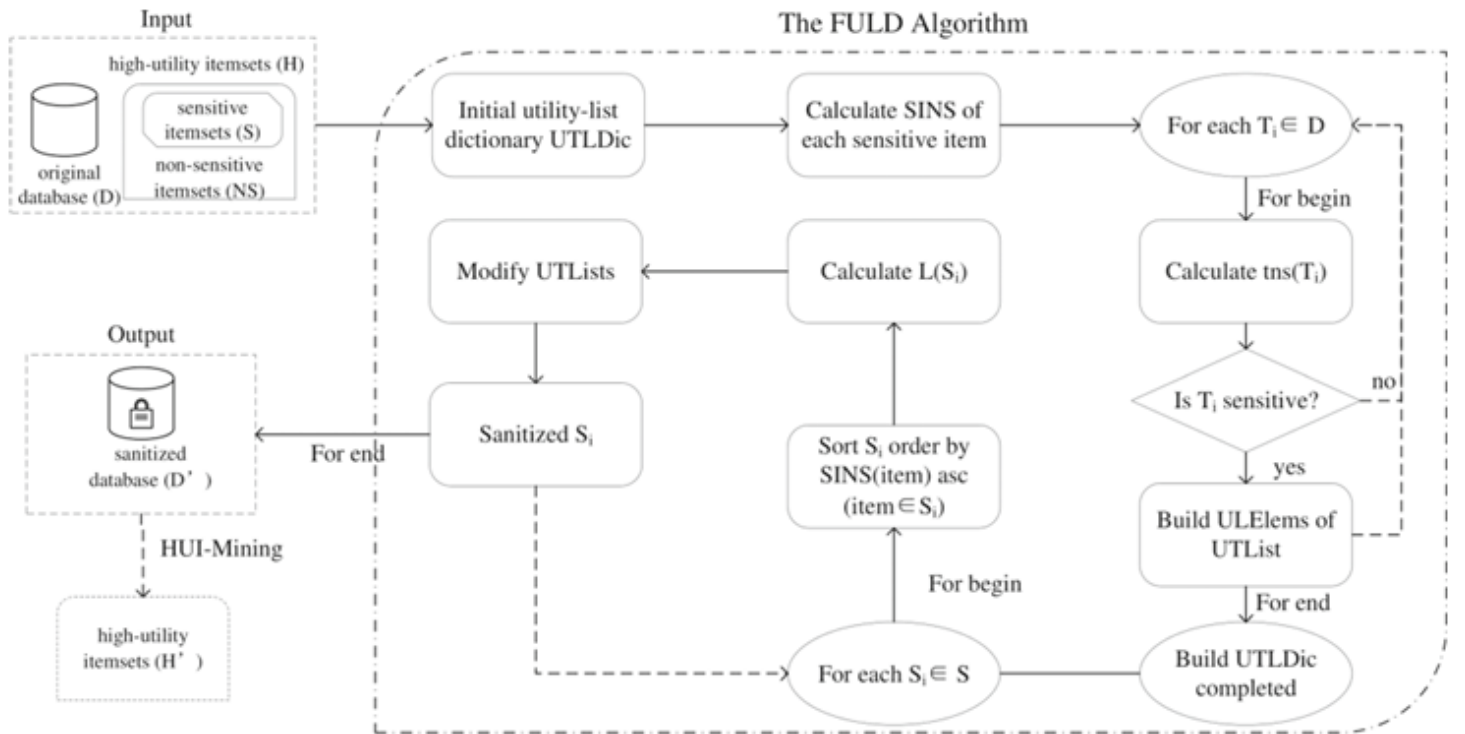 Input
The FULD Algorithm
high-utility itemsets (H)
sensitive
itemsets (S)
non-sensitive
itemsets (NS)
original
database (D)
Initial utility-list
dictionary UTLDic
Calculate SINS of
each sensitive item
For each Tᵢ ∈ D
For begin
Calculate tns(Tᵢ)
Is Tᵢ sensitive?
no
yes
Build ULElems of
UTList
For end
Build UTLDic
completed
For each Sᵢ ∈ S
For begin
Sort Sᵢ order by
SINS(item) asc
(item ∈ Sᵢ)
Calculate L(Sᵢ)
Modify UTLists
Sanitized Sᵢ
For end
Output
sanitized
database (D')
HUI-Mining
high-utility
itemsets (H')